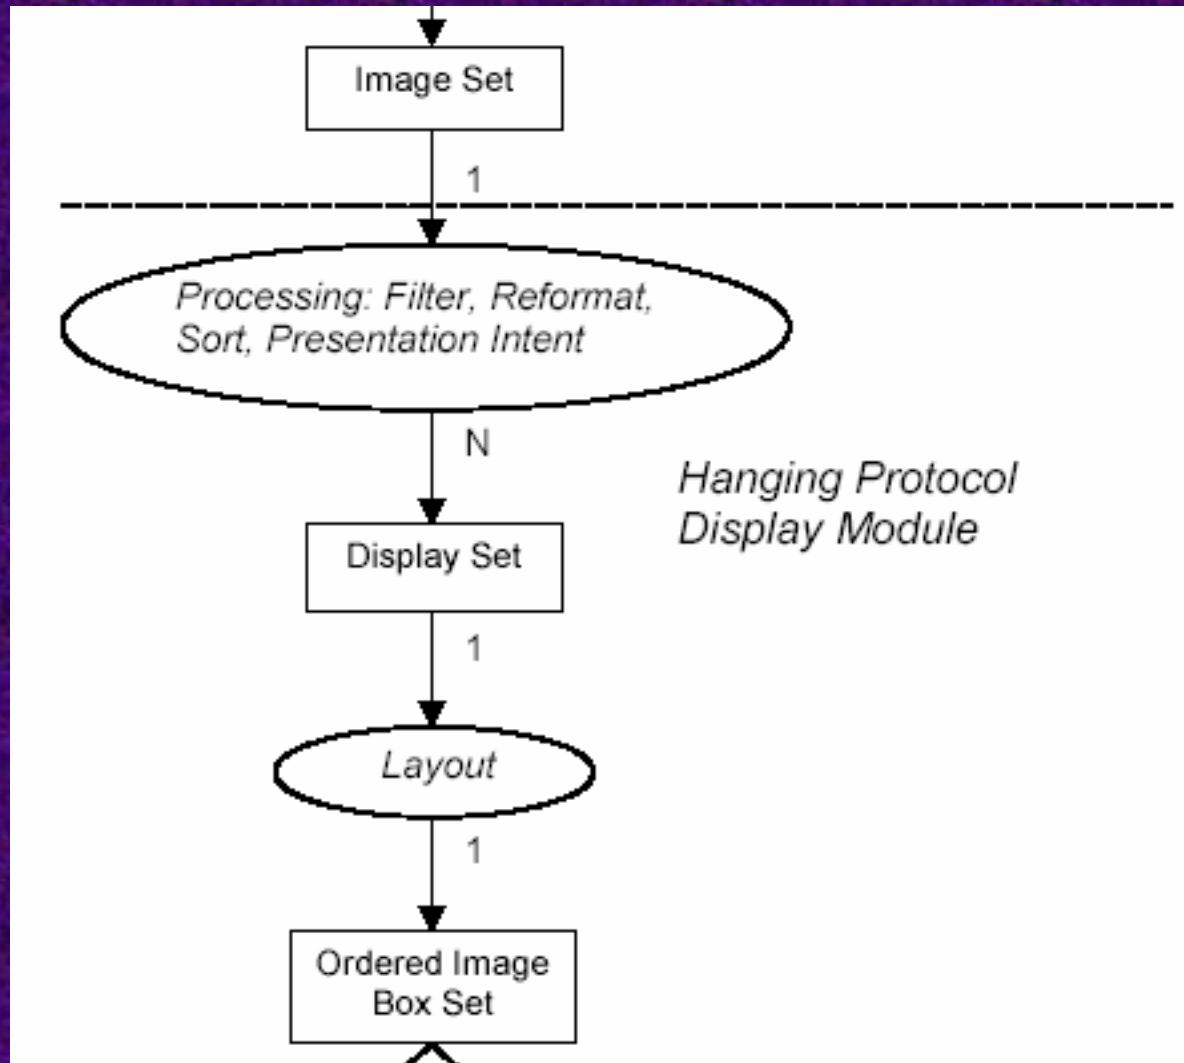 Image Set
1
Processing: Filter, Reformat,
Sort, Presentation Intent
N
Hanging Protocol
Display Module
Display Set
1
Layout
1
Ordered Image
Box Set